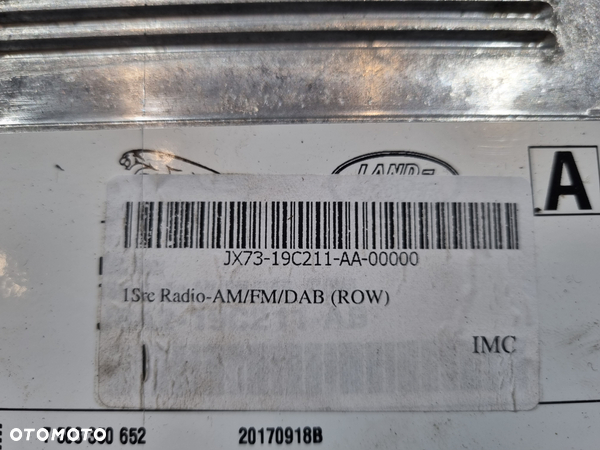 LAND-
A
JX73-19C211-AA-00000
1Src Radio-AM/FM/DAB (ROW)
IMC
652 20170918B
OTOMOTO